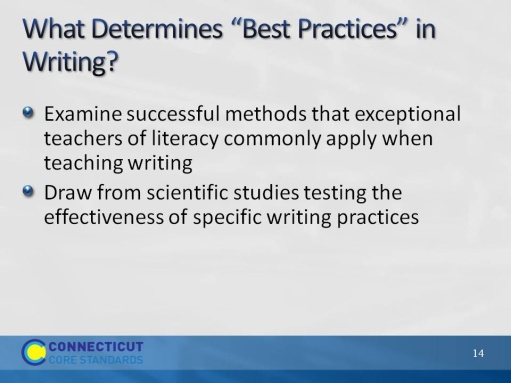 What Determines “Best Practices” in
Writing?
Examine successful methods that exceptional
teachers of literacy commonly apply when
teaching writing
Draw from scientific studies testing the
effectiveness of specific writing practices
CONNECTICUT
CORE STANDARDS
14